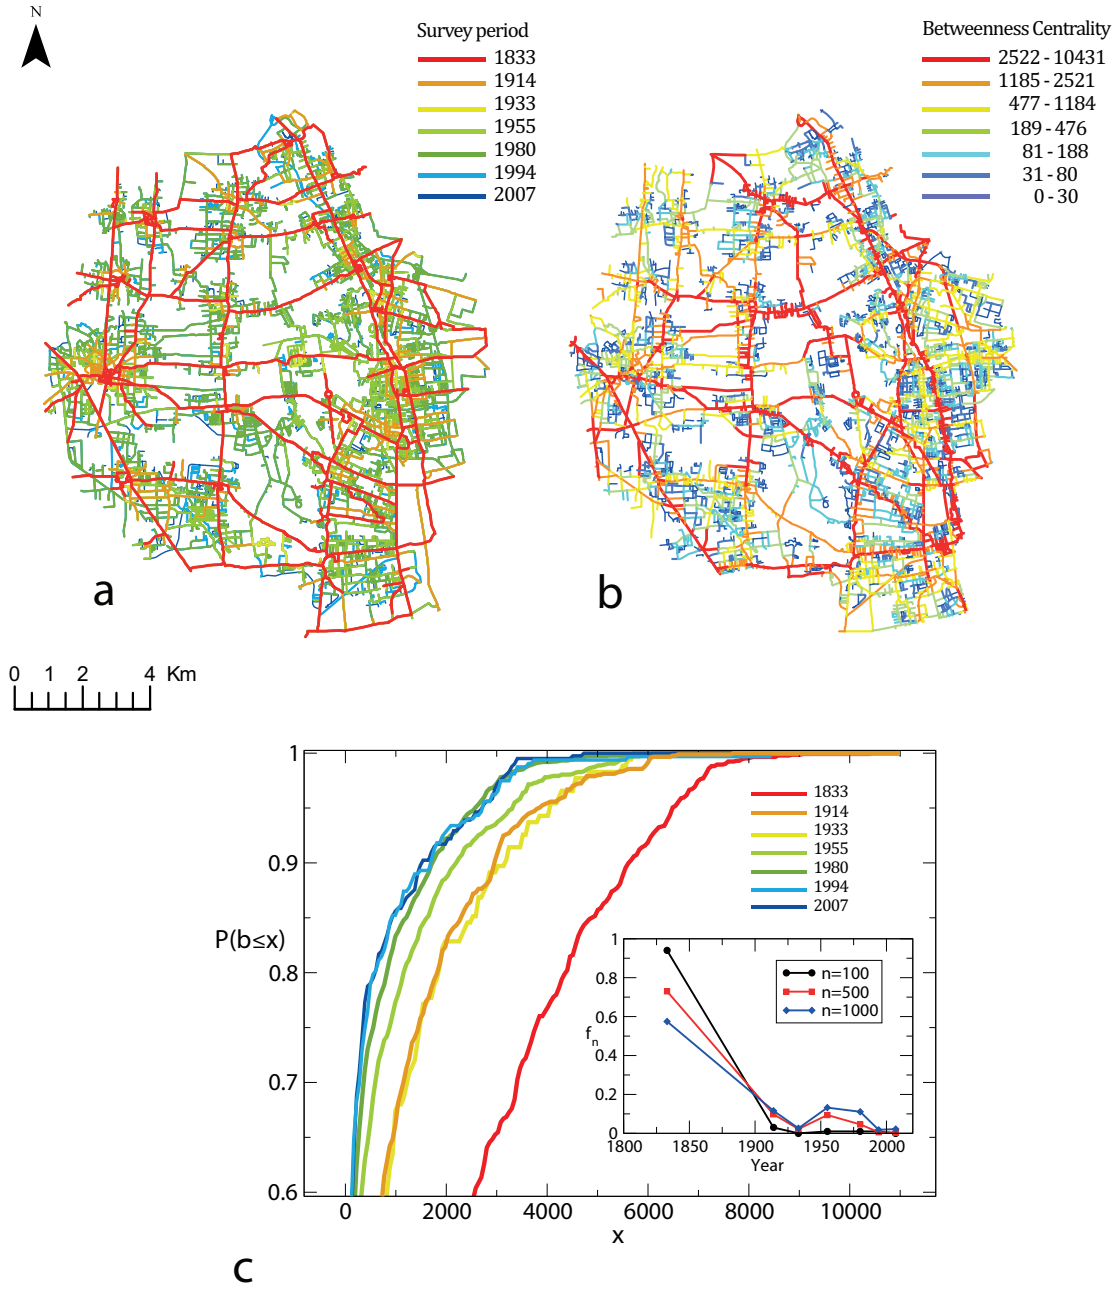 N
Survey period
1833
1914
1933
1955
1980
1994
2007
Betweenness Centrality
2522 - 10431
1185 - 2521
477 - 1184
189 - 476
81 - 188
31 - 80
0 - 30
a
b
0 1 2 4 Km
1
0.9
0.8
0.7
0.6
P(b≤x)
0 2000 4000 6000 8000 10000
x
1833
1914
1933
1955
1980
1994
2007
1
0.8
0.6
0.4
0.2
0
fn
n=100
n=500
n=1000
1800 1850 1900 1950 2000
Year
c